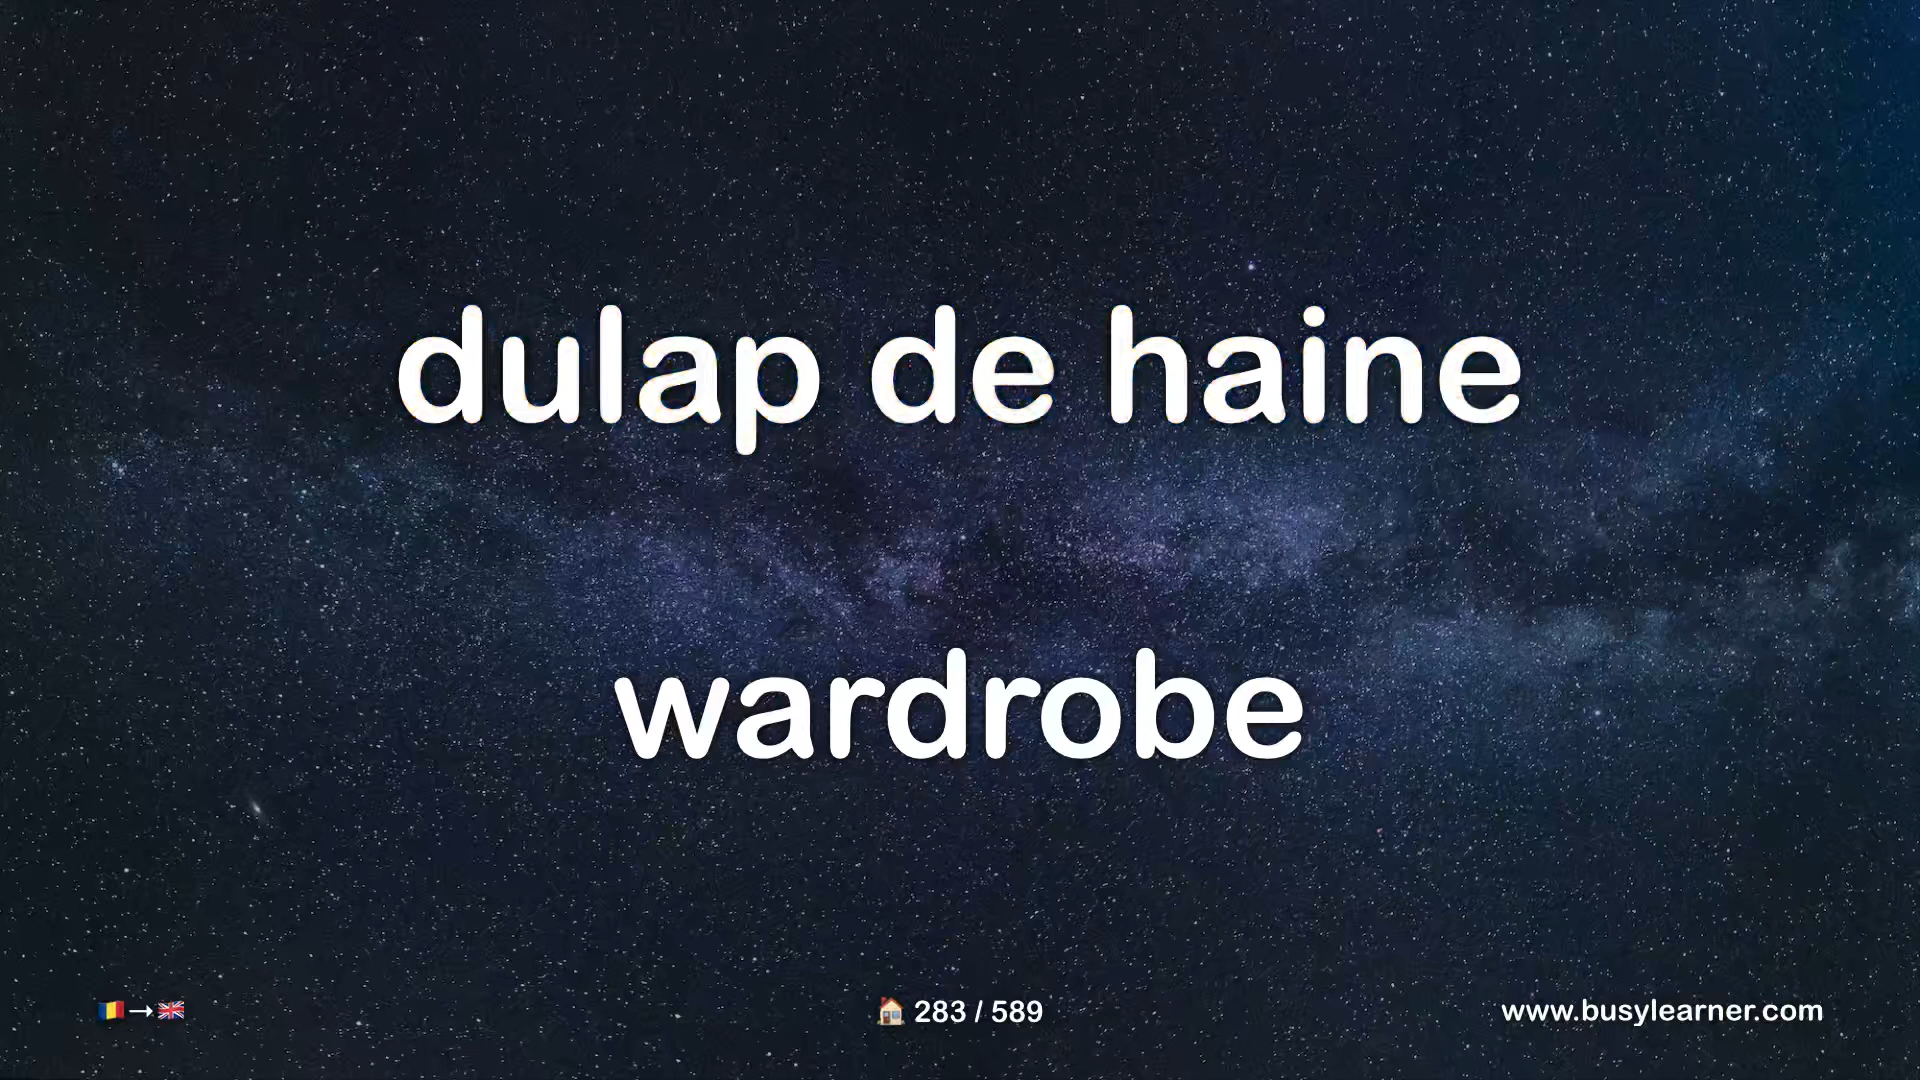 dulap de haine
wardrobe
🇷🇴→🇬🇧 🏠 283 / 589 www.busylearner.com